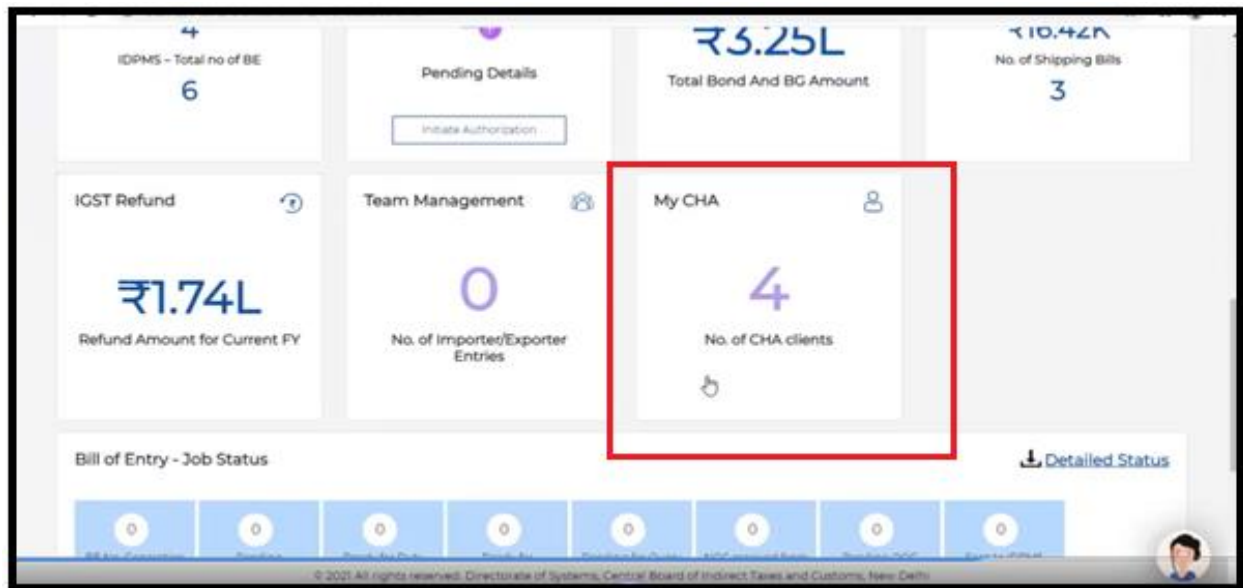 4
IDPMS – Total no of BE
6
Pending Details
Initiate Authorization
₹3.25L
Total Bond And BG Amount
₹16.42K
No. of Shipping Bills
3
IGST Refund
₹1.74L
Refund Amount for Current FY
Team Management
0
No. of Importer/Exporter
Entries
My CHA
4
No. of CHA clients
Bill of Entry - Job Status
Detailed Status
0 0 0 0 0 0 0 0
© 2021 All rights reserved. Directorate of Systems, Central Board of Indirect Taxes and Customs, New Delhi